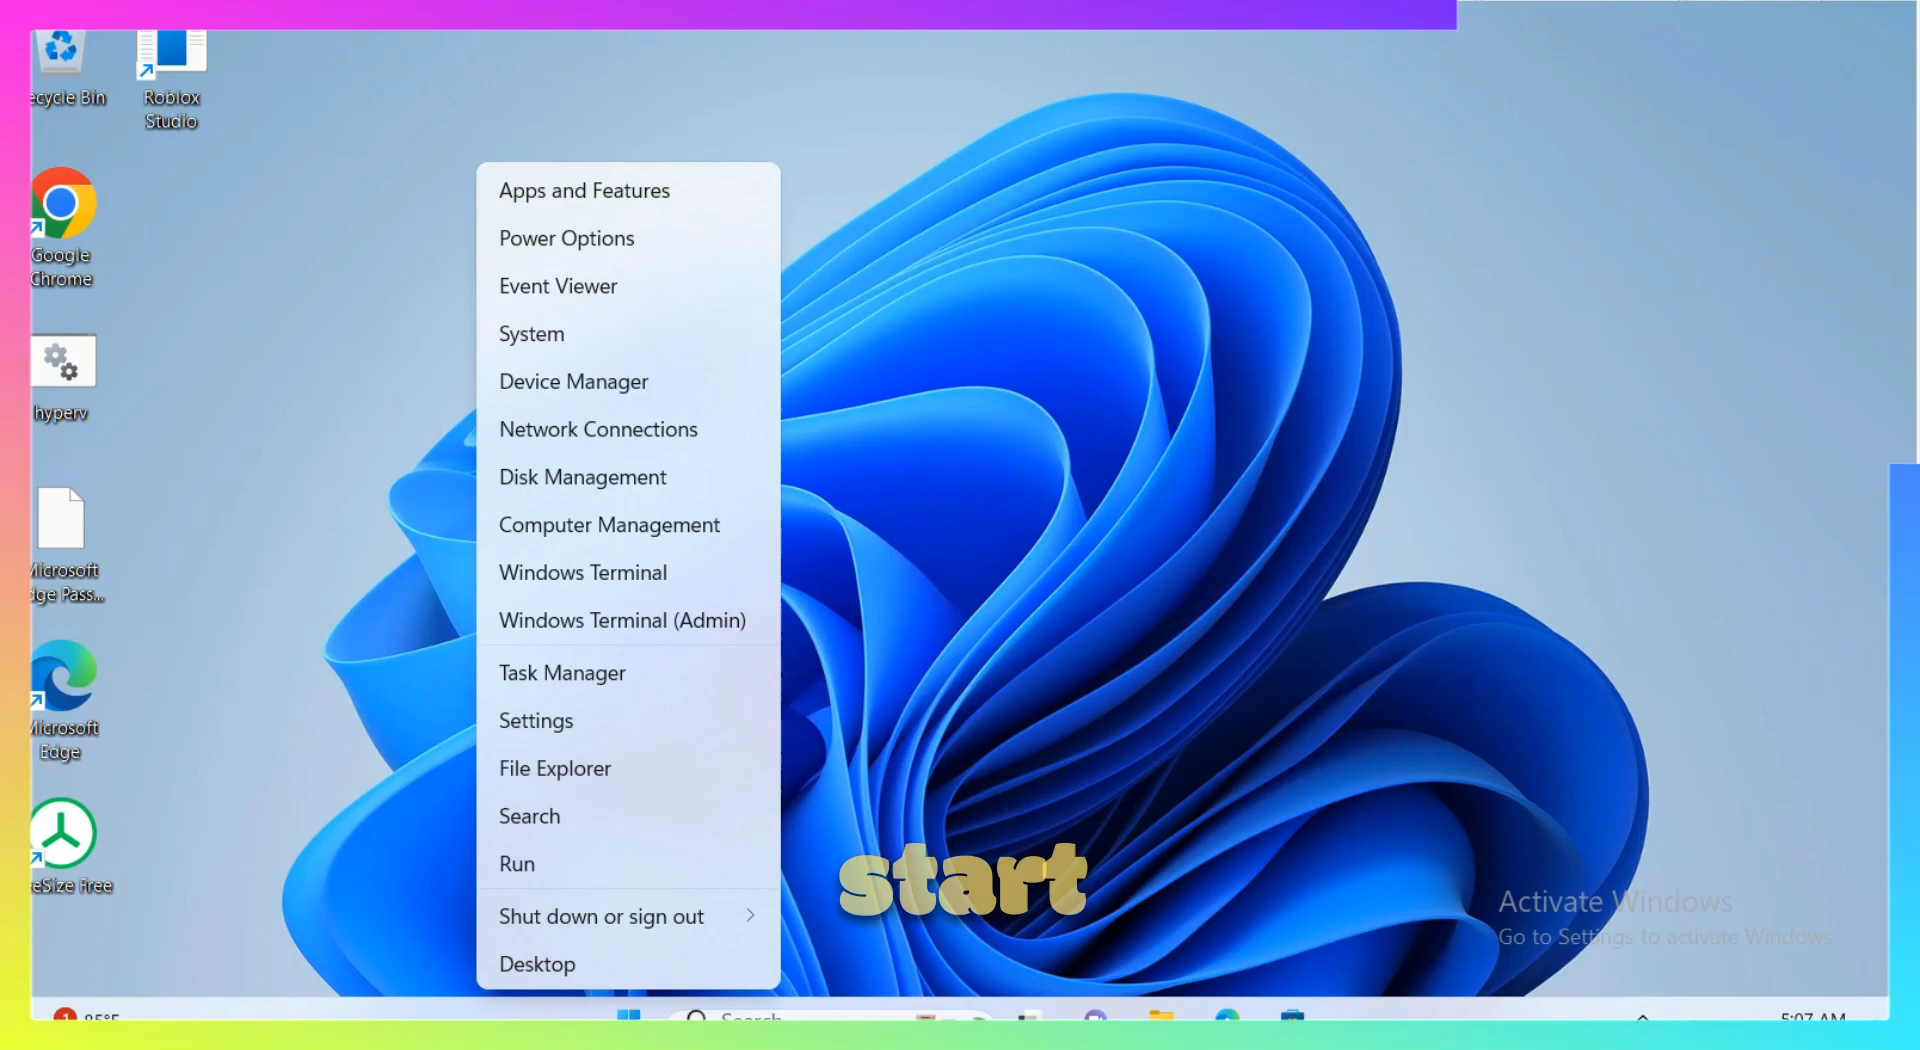 ecycle Bin
Roblox
Studio
Google
Chrome
hyperv
Microsoft
dge Pass...
Microsoft
Edge
eSize Free
Apps and Features
Power Options
Event Viewer
System
Device Manager
Network Connections
Disk Management
Computer Management
Windows Terminal
Windows Terminal (Admin)
Task Manager
Settings
File Explorer
Search
Run
Shut down or sign out
Desktop
start
Activate Windows
Go to Settings to activate Windows.
1
85°F
Search
5:07 AM